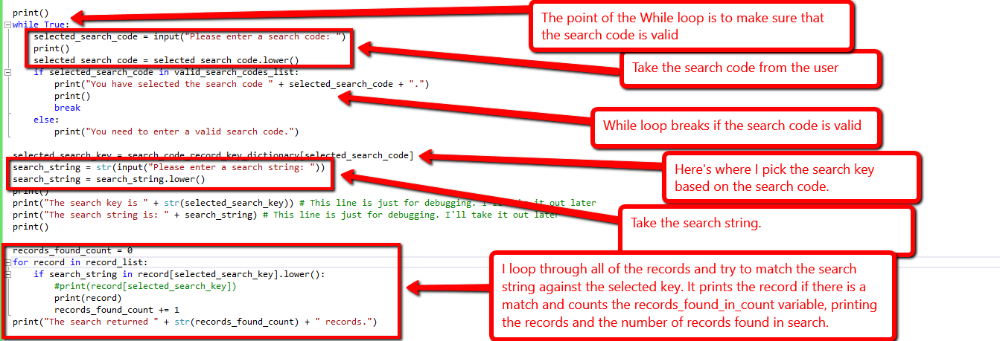 print()
while True:
selected_search_code = input("Please enter a search code: ")
print()
selected_search_code = selected_search_code.lower()
if selected_search_code in valid_search_codes_list:
print("You have selected the search code " + selected_search_code + ".")
print()
break
else:
print("You need to enter a valid search code.")
selected_search_key = search_code_record_key_dictionary[selected_search_code]
search_string = str(input("Please enter a search string: "))
search_string = search_string.lower()
print()
print("The search key is " + str(selected_search_key)) # This line is just for debugging. I'll take it out later
print("The search string is: " + search_string) # This line is just for debugging. I'll take it out later
print()
records_found_count = 0
for record in record_list:
if search_string in record[selected_search_key].lower():
#print(record[selected_search_key])
print(record)
records_found_count += 1
print("The search returned " + str(records_found_count) + " records.")
The point of the While loop is to make sure that
the search code is valid
Take the search code from the user
While loop breaks if the search code is valid
Here's where I pick the search key
based on the search code.
Take the search string.
I loop through all of the records and try to match the search
string against the selected key. It prints the record if there is a
match and counts the records_found_in_count variable, printing
the records and the number of records found in search.